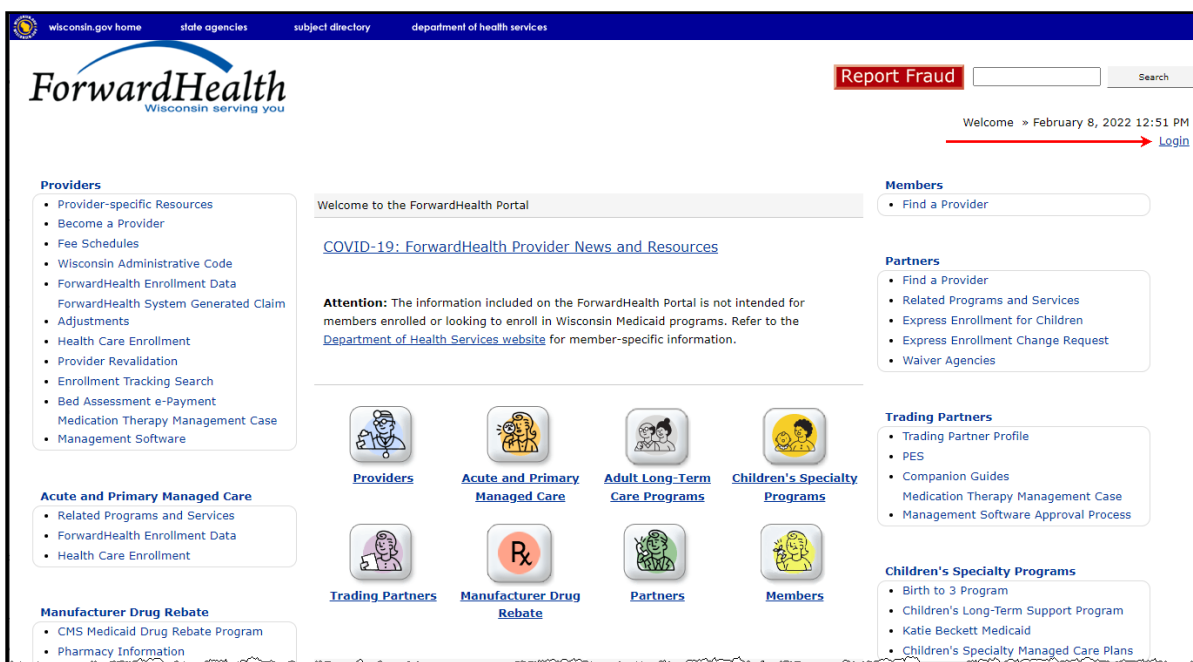 wisconsin.gov home state agencies subject directory department of health services
ForwardHealth
Wisconsin serving you
Report Fraud
Search
Welcome » February 8, 2022 12:51 PM
Login
Providers
• Provider-specific Resources
• Become a Provider
• Fee Schedules
• Wisconsin Administrative Code
• ForwardHealth Enrollment Data
ForwardHealth System Generated Claim
• Adjustments
• Health Care Enrollment
• Provider Revalidation
• Enrollment Tracking Search
• Bed Assessment e-Payment
Medication Therapy Management Case
• Management Software
Acute and Primary Managed Care
• Related Programs and Services
• ForwardHealth Enrollment Data
• Health Care Enrollment
Manufacturer Drug Rebate
• CMS Medicaid Drug Rebate Program
• Pharmacy Information
Welcome to the ForwardHealth Portal
COVID-19: ForwardHealth Provider News and Resources
Attention: The information included on the ForwardHealth Portal is not intended for
members enrolled or looking to enroll in Wisconsin Medicaid programs. Refer to the
Department of Health Services website for member-specific information.
Providers
Acute and Primary
Managed Care
Adult Long-Term
Care Programs
Children's Specialty
Programs
Rx
Trading Partners
Manufacturer Drug
Rebate
Partners
Members
Members
• Find a Provider
Partners
• Find a Provider
• Related Programs and Services
• Express Enrollment for Children
• Express Enrollment Change Request
• Waiver Agencies
Trading Partners
• Trading Partner Profile
• PES
• Companion Guides
Medication Therapy Management Case
• Management Software Approval Process
Children's Specialty Programs
• Birth to 3 Program
• Children's Long-Term Support Program
• Katie Beckett Medicaid
• Children's Specialty Managed Care Plans